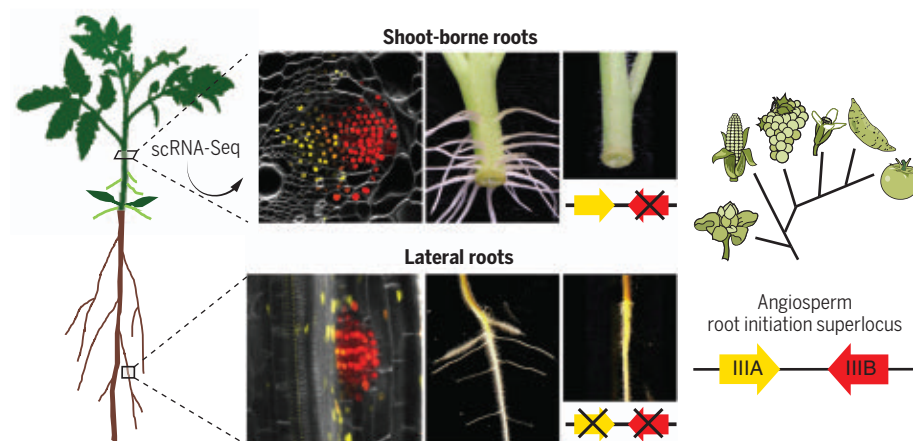 Shoot-borne roots
scRNA-Seq
Lateral roots
Angiosperm
root initiation superlocus
IIIA
IIIB